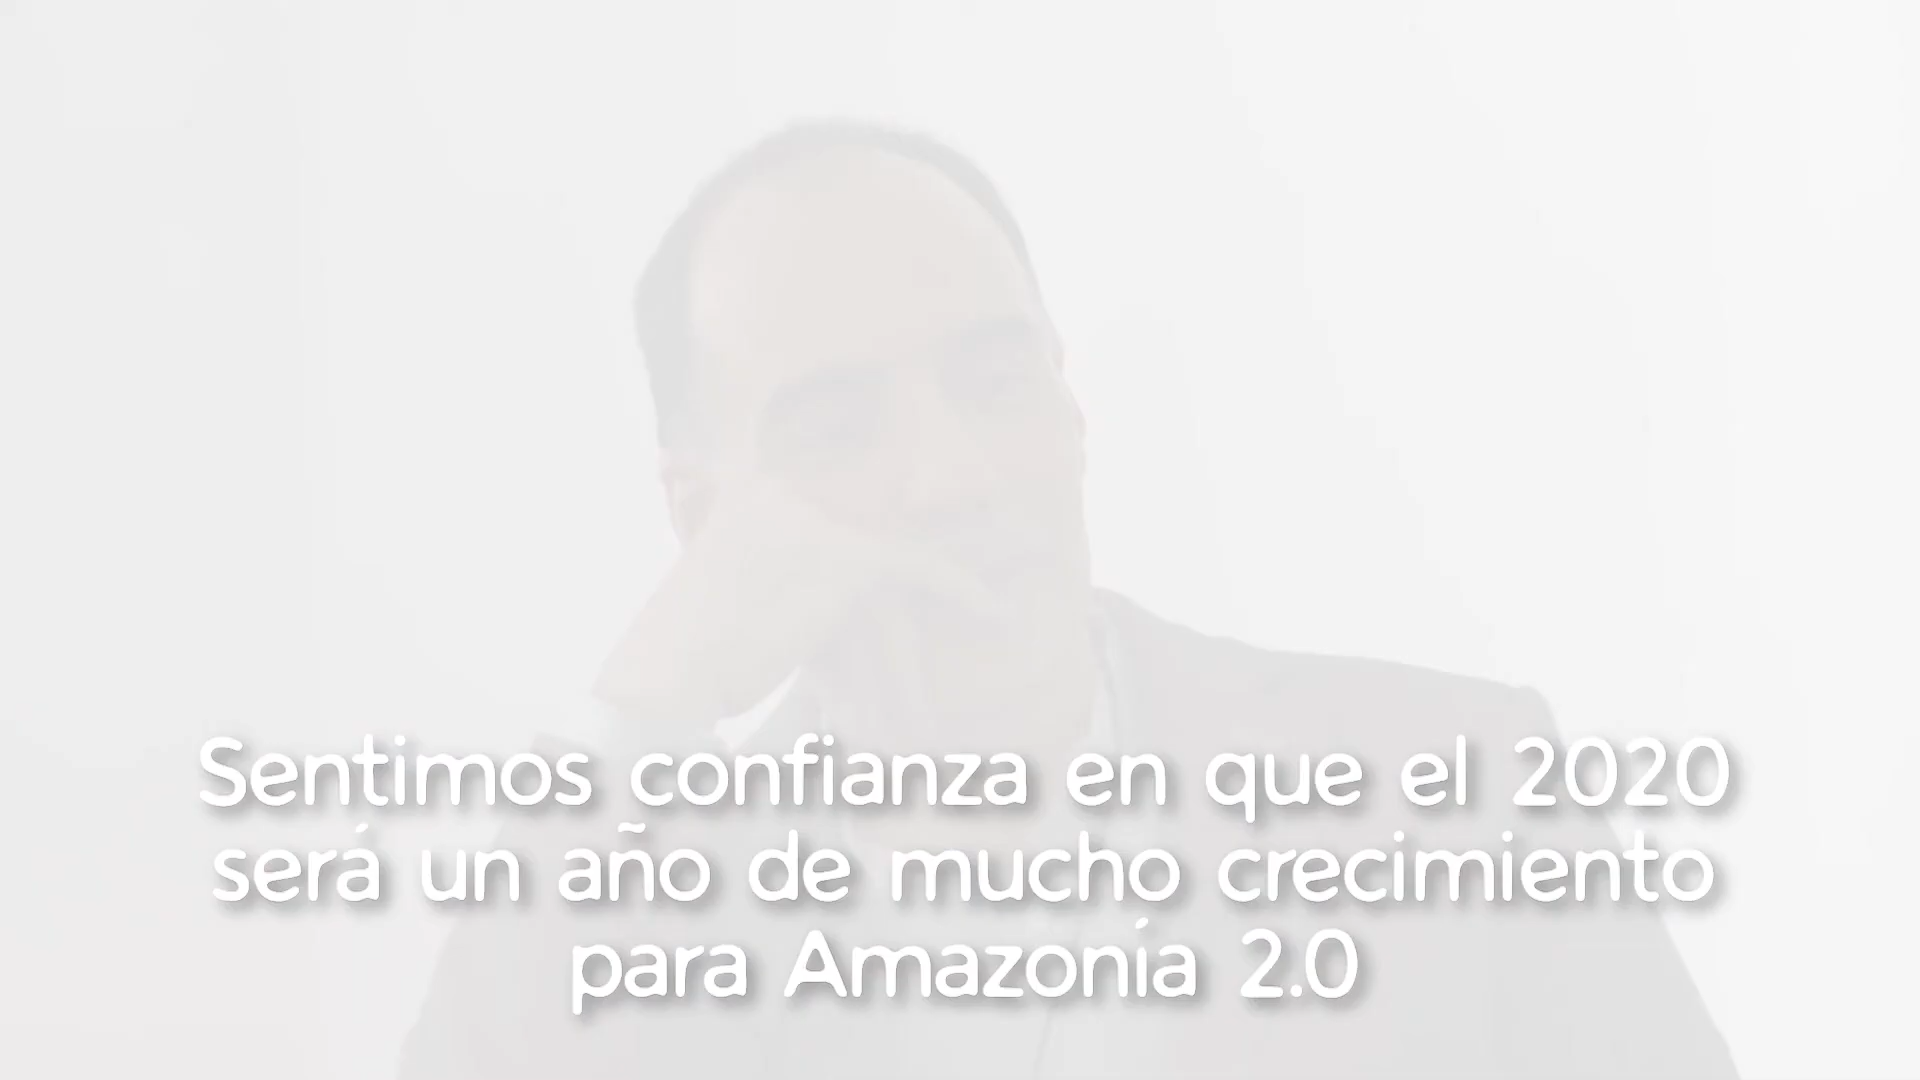 Sentimos confianza en que el 2020
será un año de mucho crecimiento
para Amazonía 2.0